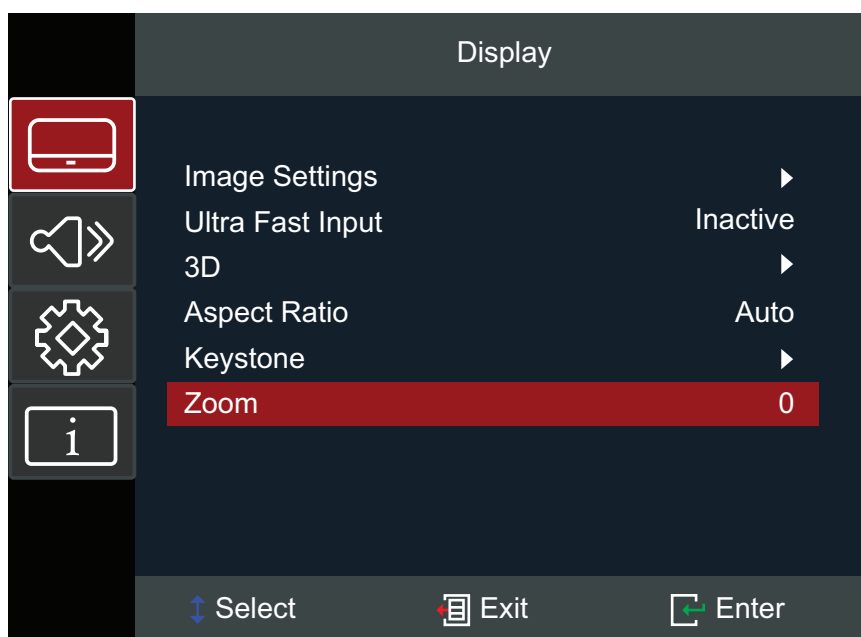 Display
Image Settings
Ultra Fast Input Inactive
3D
Aspect Ratio Auto
Keystone
Zoom 0
i
Select Exit Enter